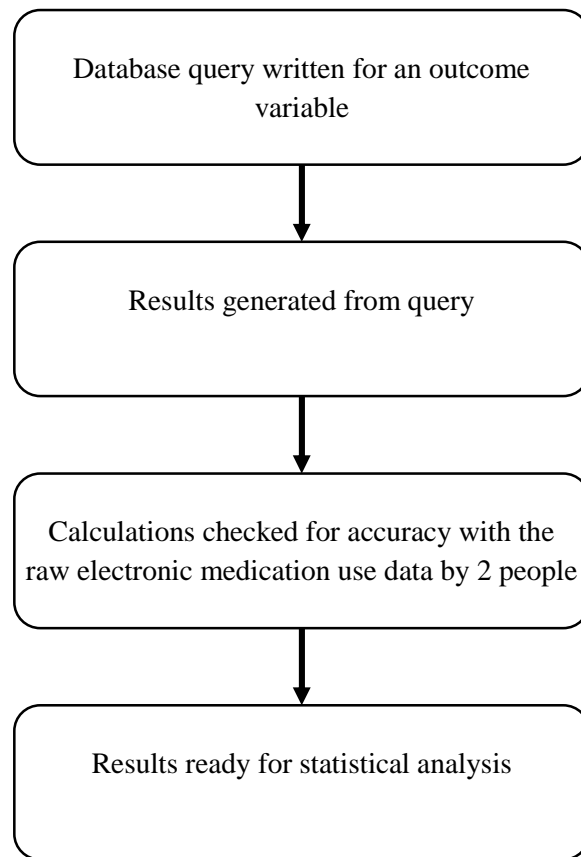 Database query written for an outcome
variable
Results generated from query
Calculations checked for accuracy with the
raw electronic medication use data by 2 people
Results ready for statistical analysis